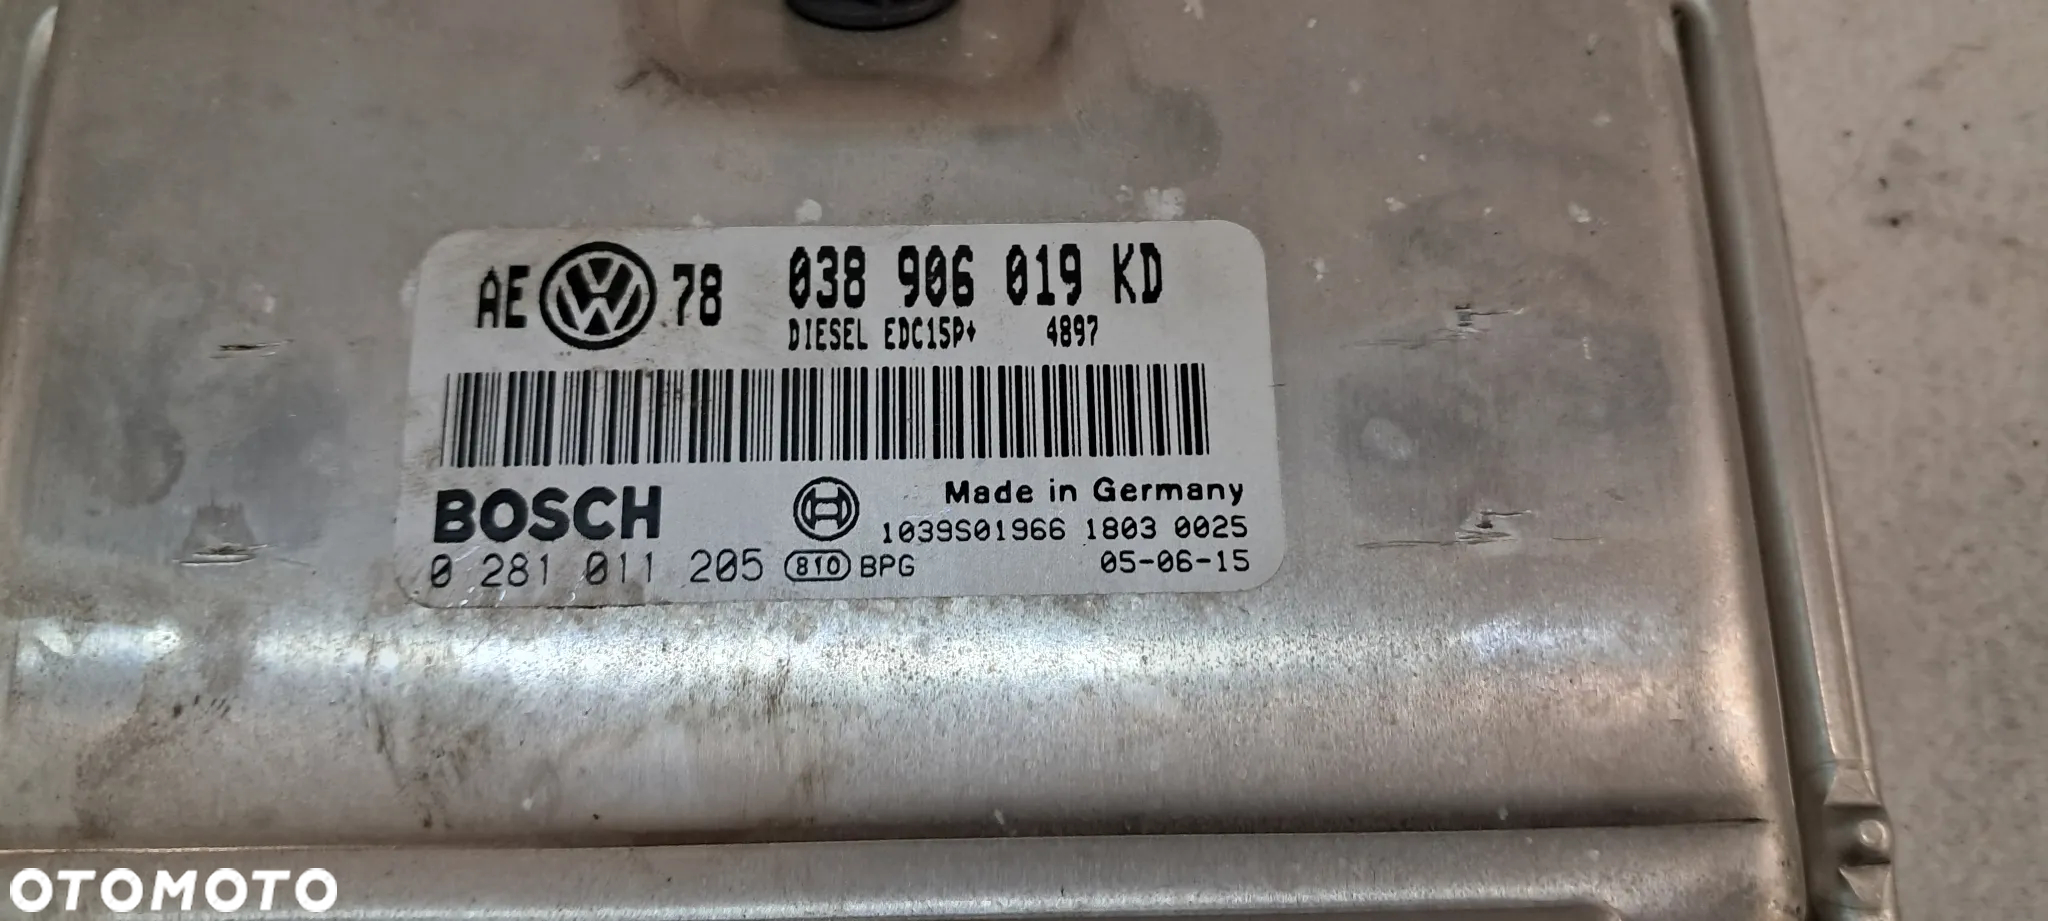 AE VW 78 038 906 019 KD
DIESEL EDC15P+ 4897
BOSCH
Made in Germany
1039S01966 1803 0025
0 281 011 205 810 BPG 05-06-15
OTOMOTO